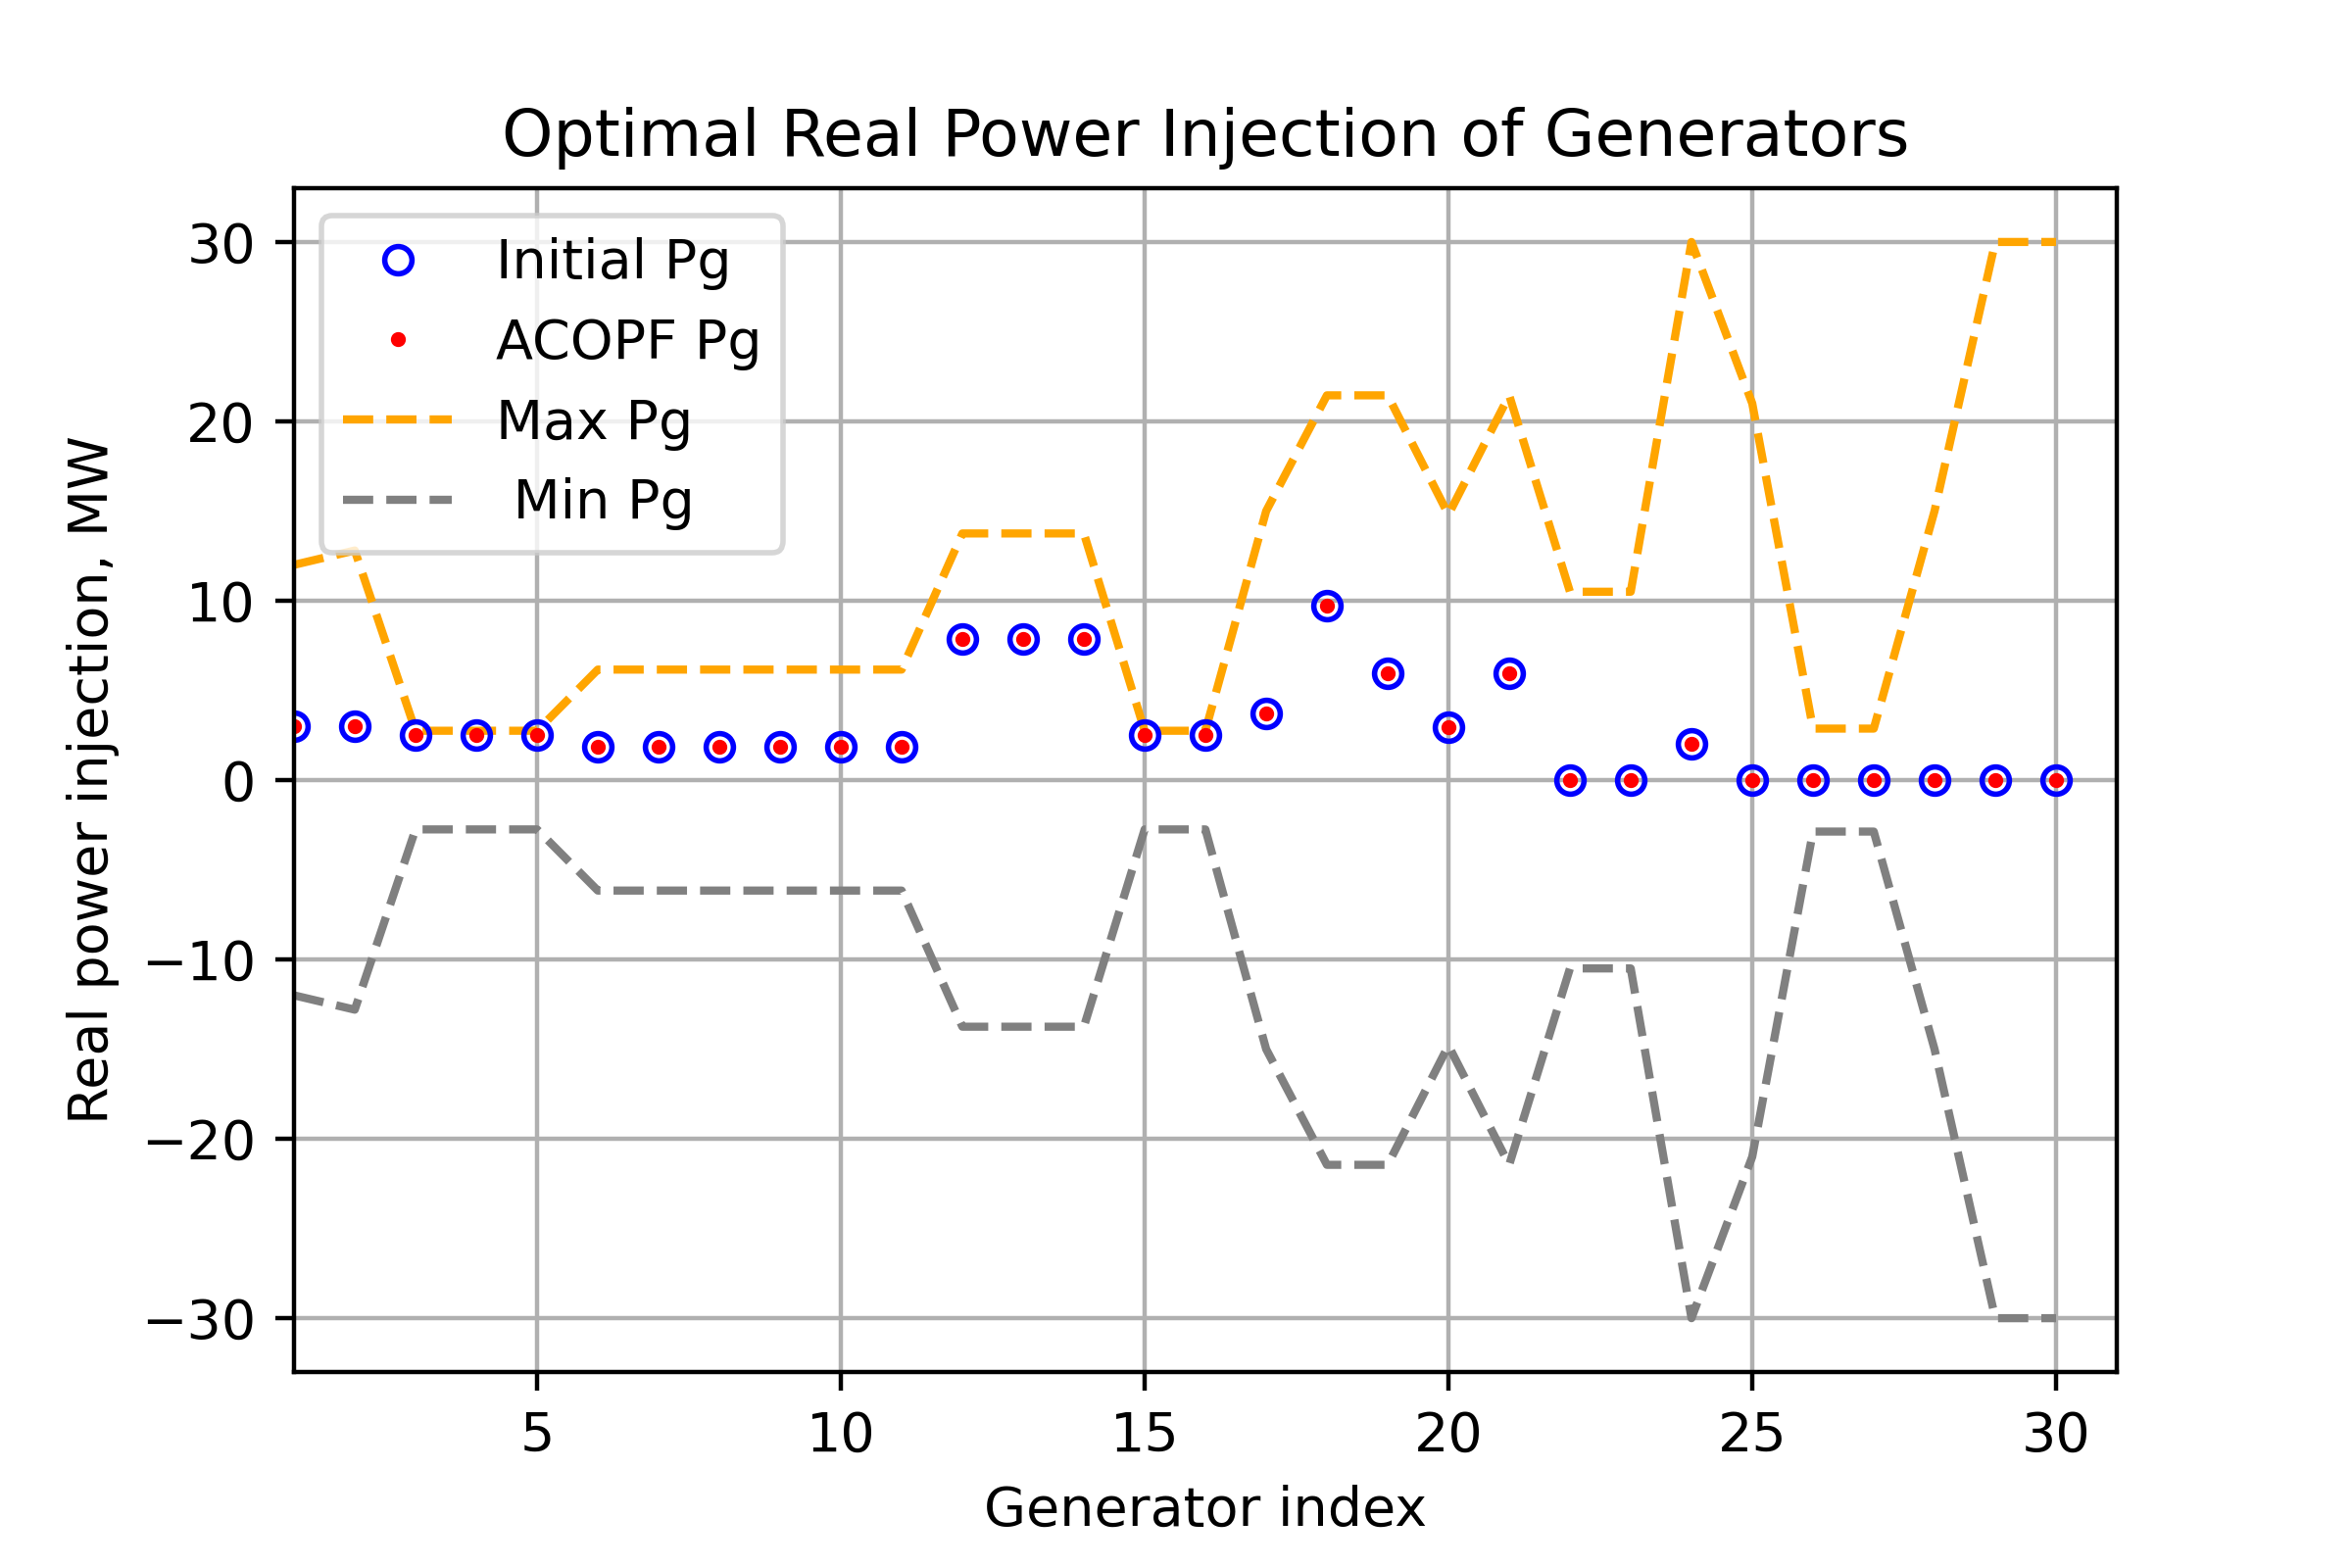 Optimal Real Power Injection of Generators
Initial Pg
ACOPF Pg
Max Pg
Min Pg
30
20
10
0
−10
−20
−30
Real power injection, MW
5 10 15 20 25 30
Generator index